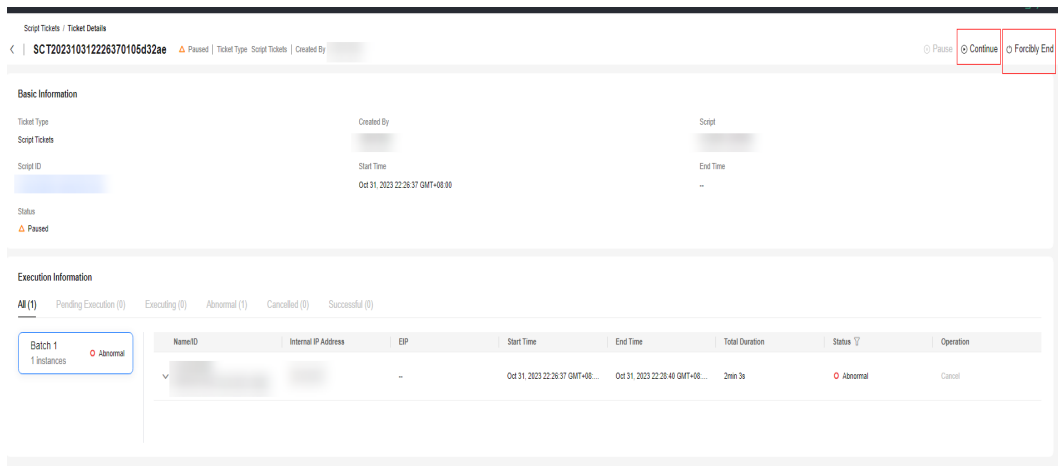 Script Tickets / Ticket Details
SCT202310312226370105d32ae Paused | Ticket Type Script Tickets | Created By
Pause Continue Forcibly End
Basic Information
Ticket Type Created By Script
Script Tickets
Script ID Start Time End Time
Oct 31, 2023 22:26:37 GMT+08:00 --
Status
Paused
Execution Information
All (1) Pending Execution (0) Executing (0) Abnormal (1) Cancelled (0) Successful (0)
Batch 1
1 instances
Abnormal
Name/ID Internal IP Address EIP Start Time End Time Total Duration Status Operation
-- Oct 31, 2023 22:26:37 GMT+08:... Oct 31, 2023 22:28:40 GMT+08:... 2min 3s Abnormal Cancel